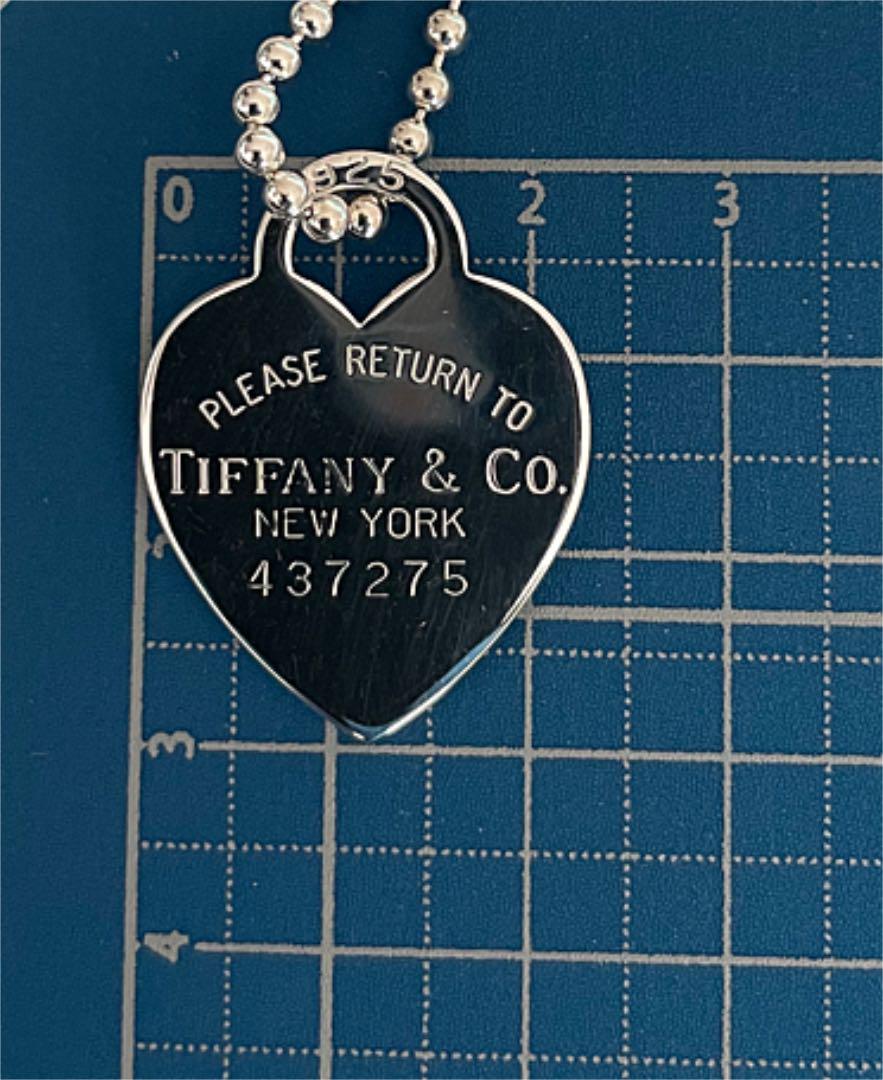 925
0 2 3
PLEASE RETURN TO
TIFFANY & CO.
NEW YORK
437275
3
4